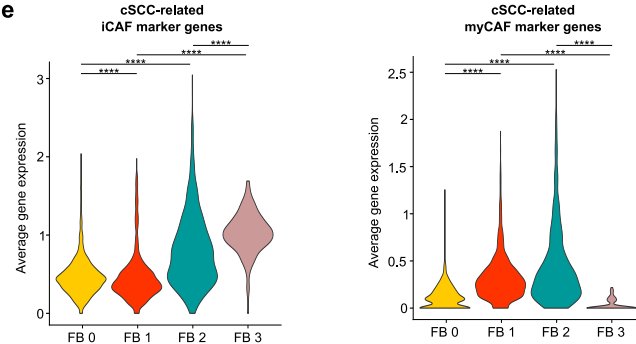 e
cSCC-related
iCAF marker genes
****
****
****
****
Average gene expression
3
2
1
0
FB 0 FB 1 FB 2 FB 3
cSCC-related
myCAF marker genes
****
****
****
****
Average gene expression
2.5
2
1.5
1
0.5
0
FB 0 FB 1 FB 2 FB 3